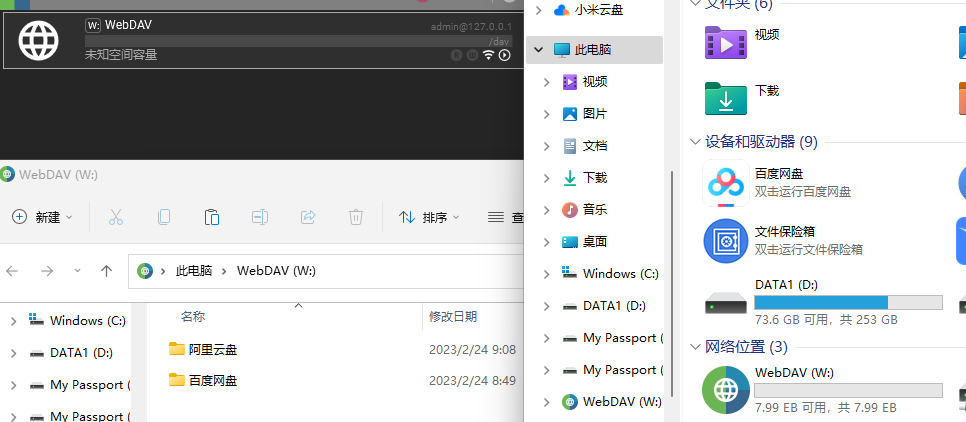 W: WebDAV
admin@127.0.0.1
/dav
未知空间容量
WebDAV (W:)
新建
排序
查
此电脑 > WebDAV (W:)
Windows (C:)
DATA1 (D:)
My Passport (
My Passport (
名称
修改日期
阿里云盘
2023/2/24 9:08
百度网盘
2023/2/24 8:49
小米云盘
此电脑
视频
图片
文档
下载
音乐
桌面
Windows (C:)
DATA1 (D:)
My Passport (
My Passport (
WebDAV (W:)
文件夹 (6)
视频
下载
设备和驱动器 (9)
百度网盘
双击运行百度网盘
文件保险箱
双击运行文件保险箱
DATA1 (D:)
73.6 GB 可用，共 253 GB
网络位置 (3)
WebDAV (W:)
7.99 EB 可用，共 7.99 EB